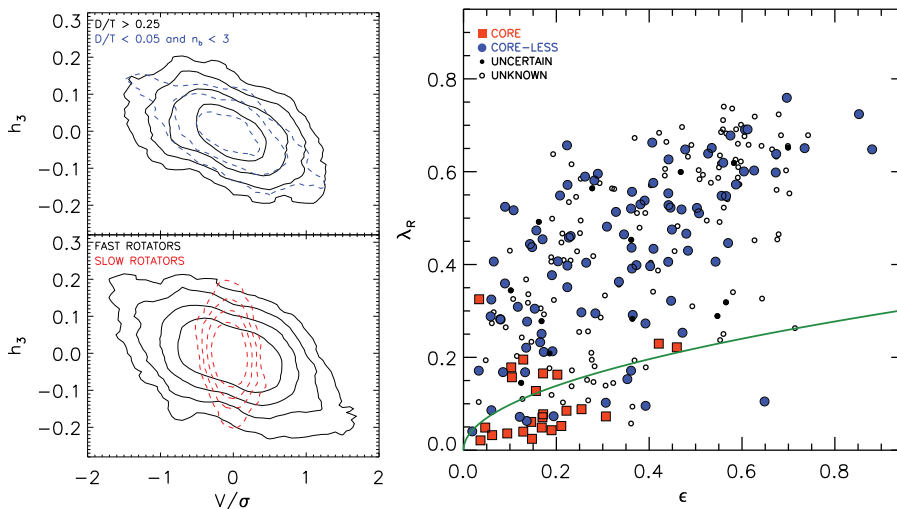 D/T > 0.25
D/T < 0.05 and n_b < 3
0.3
0.2
0.1
0.0
−0.1
−0.2
h_3
FAST ROTATORS
SLOW ROTATORS
0.3
0.2
0.1
0.0
−0.1
−0.2
h_3
−2 −1 0 1 2
V/σ
CORE
CORE−LESS
UNCERTAIN
UNKNOWN
0.8
0.6
0.4
0.2
0.0
λ_R
0.0 0.2 0.4 0.6 0.8
ϵ